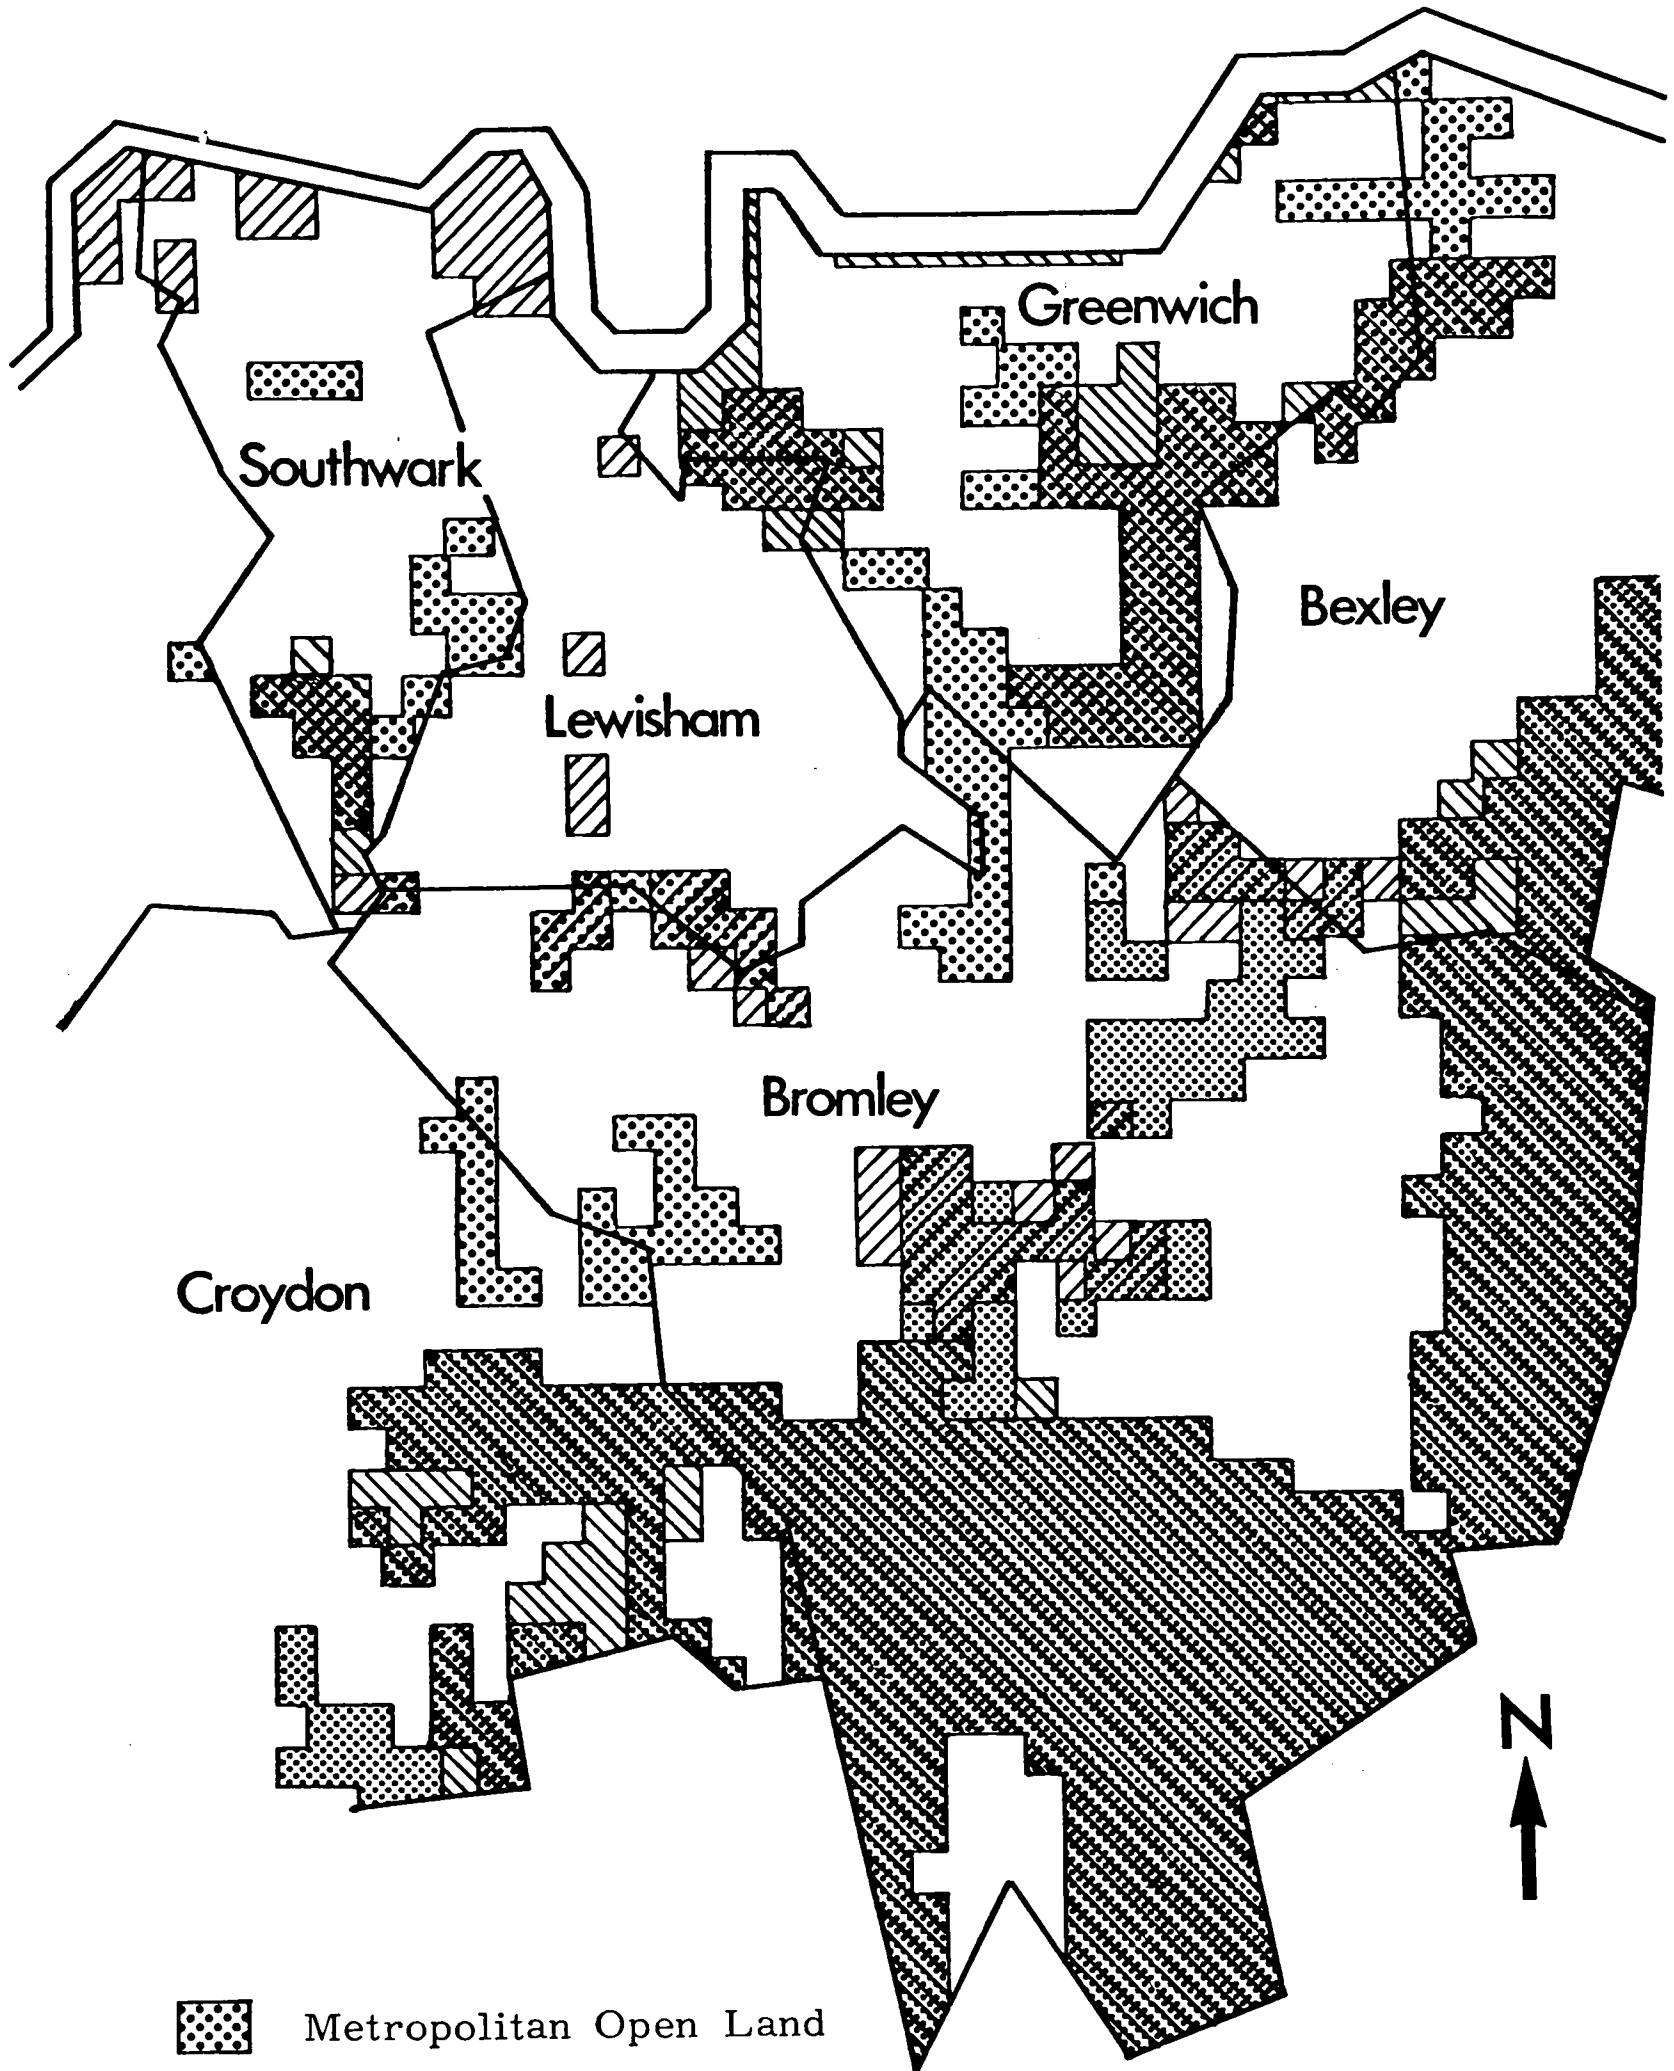 Greenwich
Southwark
Bexley
Lewisham
Bromley
Croydon
N
Metropolitan Open Land